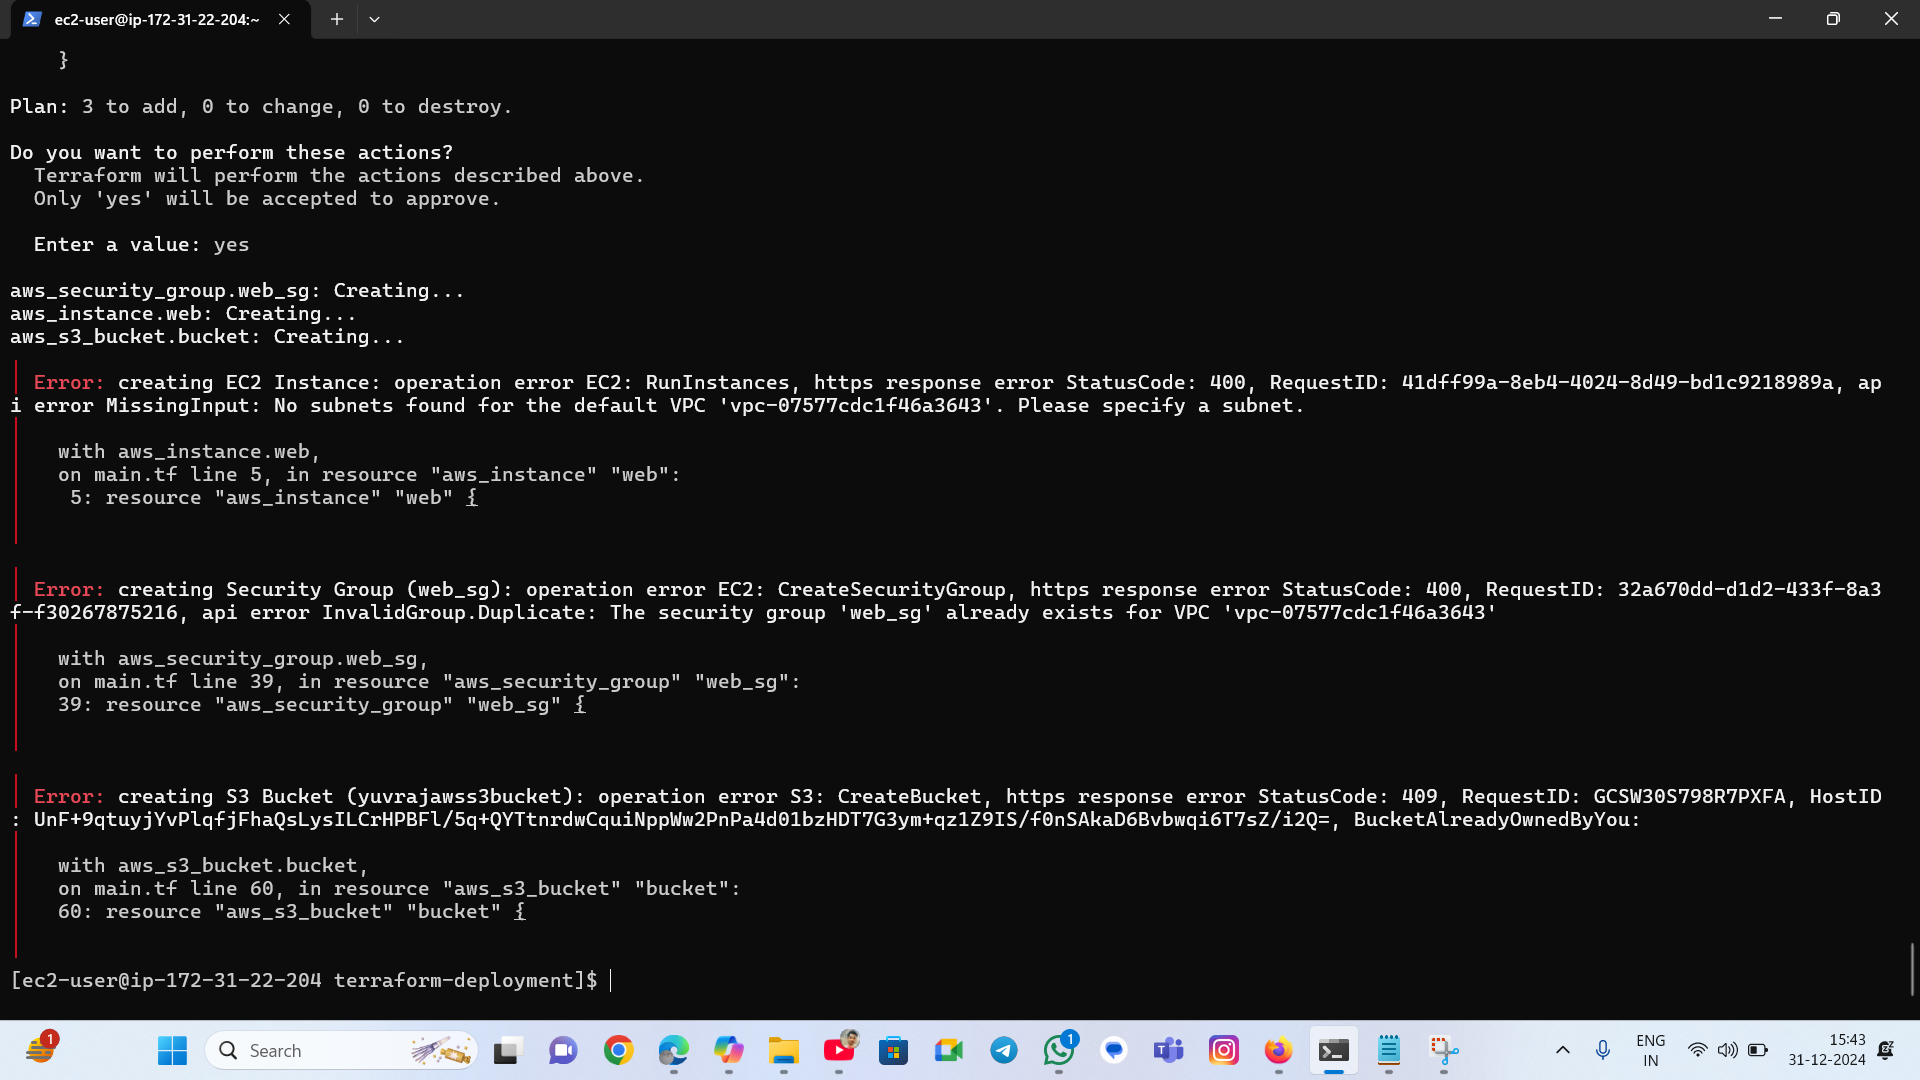 ec2-user@ip-172-31-22-204:~
}
Plan: 3 to add, 0 to change, 0 to destroy.
Do you want to perform these actions?
Terraform will perform the actions described above.
Only 'yes' will be accepted to approve.
Enter a value: yes
aws_security_group.web_sg: Creating...
aws_instance.web: Creating...
aws_s3_bucket.bucket: Creating...
Error: creating EC2 Instance: operation error EC2: RunInstances, https response error StatusCode: 400, RequestID: 41dff99a-8eb4-4024-8d49-bd1c9218989a, ap
i error MissingInput: No subnets found for the default VPC 'vpc-07577cdc1f46a3643'. Please specify a subnet.
with aws_instance.web,
on main.tf line 5, in resource "aws_instance" "web":
5: resource "aws_instance" "web" {
Error: creating Security Group (web_sg): operation error EC2: CreateSecurityGroup, https response error StatusCode: 400, RequestID: 32a670dd-d1d2-433f-8a3
f-f30267875216, api error InvalidGroup.Duplicate: The security group 'web_sg' already exists for VPC 'vpc-07577cdc1f46a3643'
with aws_security_group.web_sg,
on main.tf line 39, in resource "aws_security_group" "web_sg":
39: resource "aws_security_group" "web_sg" {
Error: creating S3 Bucket (yuvrajawss3bucket): operation error S3: CreateBucket, https response error StatusCode: 409, RequestID: GCSW30S798R7PXFA, HostID
: UnF+9qtuyjYvPlqfjFhaQsLysILCrHPBFl/5q+QYTtnrdwCquiNppWw2PnPa4d01bzHDT7G3ym+qz1Z9IS/f0nSAkaD6Bvbwqi6T7sZ/i2Q=, BucketAlreadyOwnedByYou:
with aws_s3_bucket.bucket,
on main.tf line 60, in resource "aws_s3_bucket" "bucket":
60: resource "aws_s3_bucket" "bucket" {
[ec2-user@ip-172-31-22-204 terraform-deployment]$
1
Search
1
ENG
IN
15:43
31-12-2024